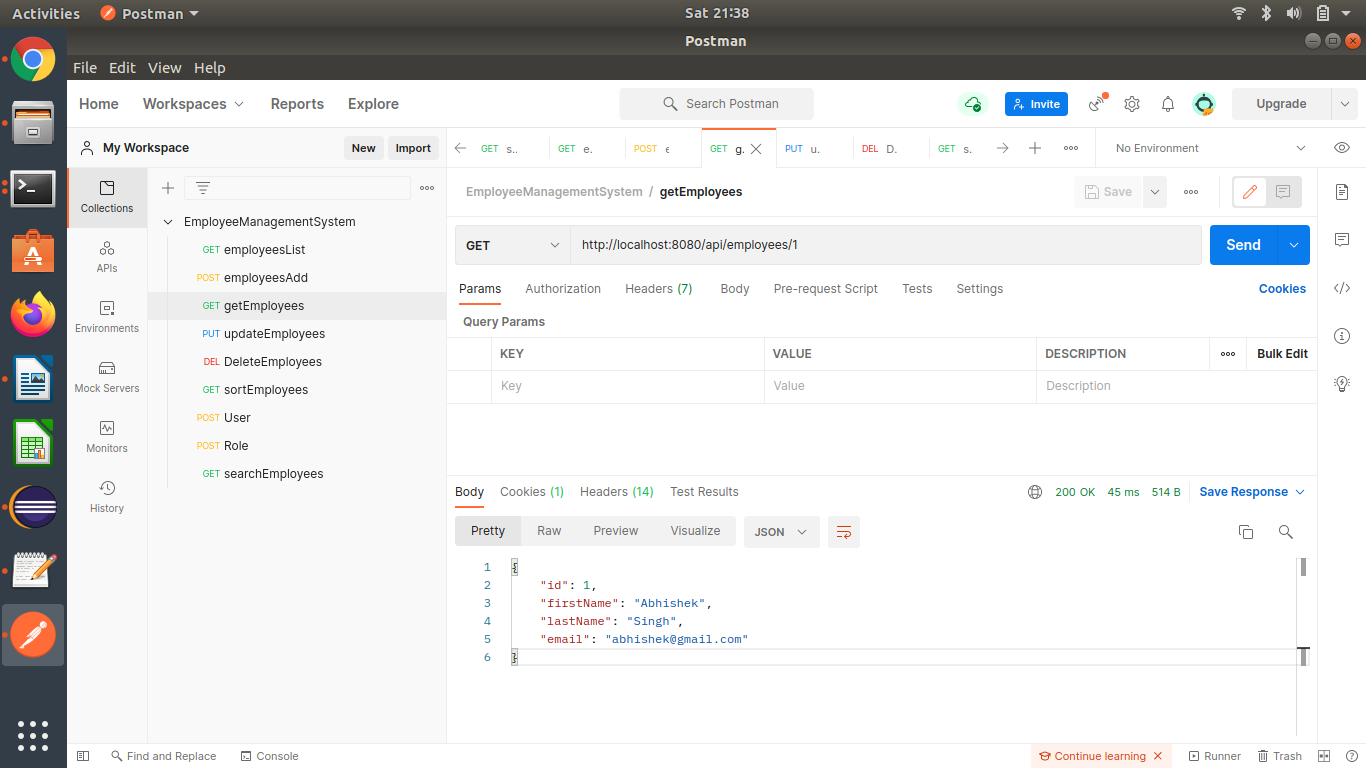 Activities Postman Sat 21:38
Postman
File Edit View Help
Home Workspaces Reports Explore Search Postman Invite Upgrade
My Workspace New Import GET s.. GET e. POST e GET g. PUT u. DEL D. GET s. No Environment
Collections
APIs
Environments
Mock Servers
Monitors
History
EmployeeManagementSystem
GET employeesList
POST employeesAdd
GET getEmployees
PUT updateEmployees
DEL DeleteEmployees
GET sortEmployees
POST User
POST Role
GET searchEmployees
EmployeeManagementSystem / getEmployees Save
GET http://localhost:8080/api/employees/1 Send
Params Authorization Headers (7) Body Pre-request Script Tests Settings Cookies
Query Params
KEY VALUE DESCRIPTION Bulk Edit
Key Value Description
Body Cookies (1) Headers (14) Test Results 200 OK 45 ms 514 B Save Response
Pretty Raw Preview Visualize JSON
1 {
2 "id": 1,
3 "firstName": "Abhishek",
4 "lastName": "Singh",
5 "email": "abhishek@gmail.com"
6 }
Find and Replace Console Continue learning Runner Trash